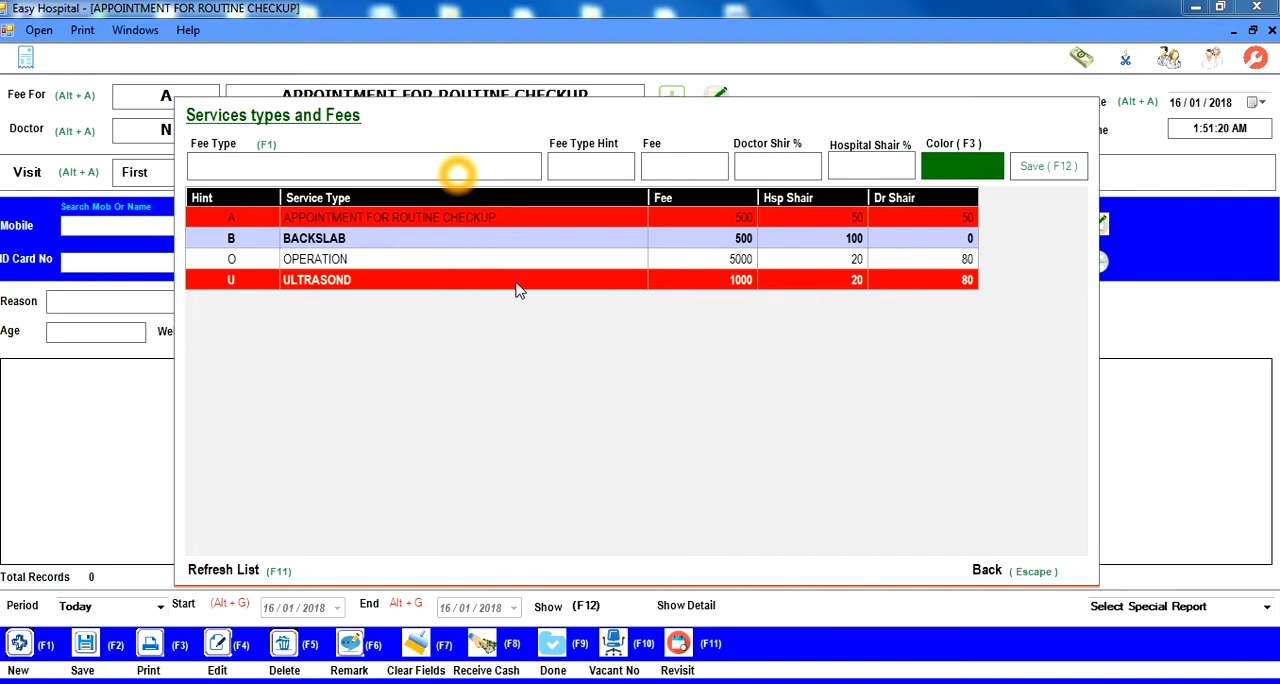 Easy Hospital - [APPOINTMENT FOR ROUTINE CHECKUP]
Open Print Windows Help
Fee For (Alt + A) A APPOINTMENT FOR ROUTINE CHECKUP (Alt + A) 16 / 01 / 2018
Doctor (Alt + A) N 1:51:20 AM
Visit (Alt + A) First
Search Mob Or Name
Mobile
ID Card No
Reason
Age
Services types and Fees
Fee Type (F1) Fee Type Hint Fee Doctor Shir % Hospital Shair % Color ( F3 )
Save ( F12 )
Hint Service Type Fee Hsp Shair Dr Shair
A APPOINTMENT FOR ROUTINE CHECKUP 500 50 50
B BACKSLAB 500 100 0
O OPERATION 5000 20 80
U ULTRASOND 1000 20 80
Refresh List (F11) Back ( Escape )
Total Records 0
Period Today Start (Alt + G) 16 / 01 / 2018 End Alt + G 16 / 01 / 2018 Show (F12) Show Detail Select Special Report
(F1) (F2) (F3) (F4) (F5) (F6) (F7) (F8) (F9) (F10) (F11)
New Save Print Edit Delete Remark Clear Fields Receive Cash Done Vacant No Revisit